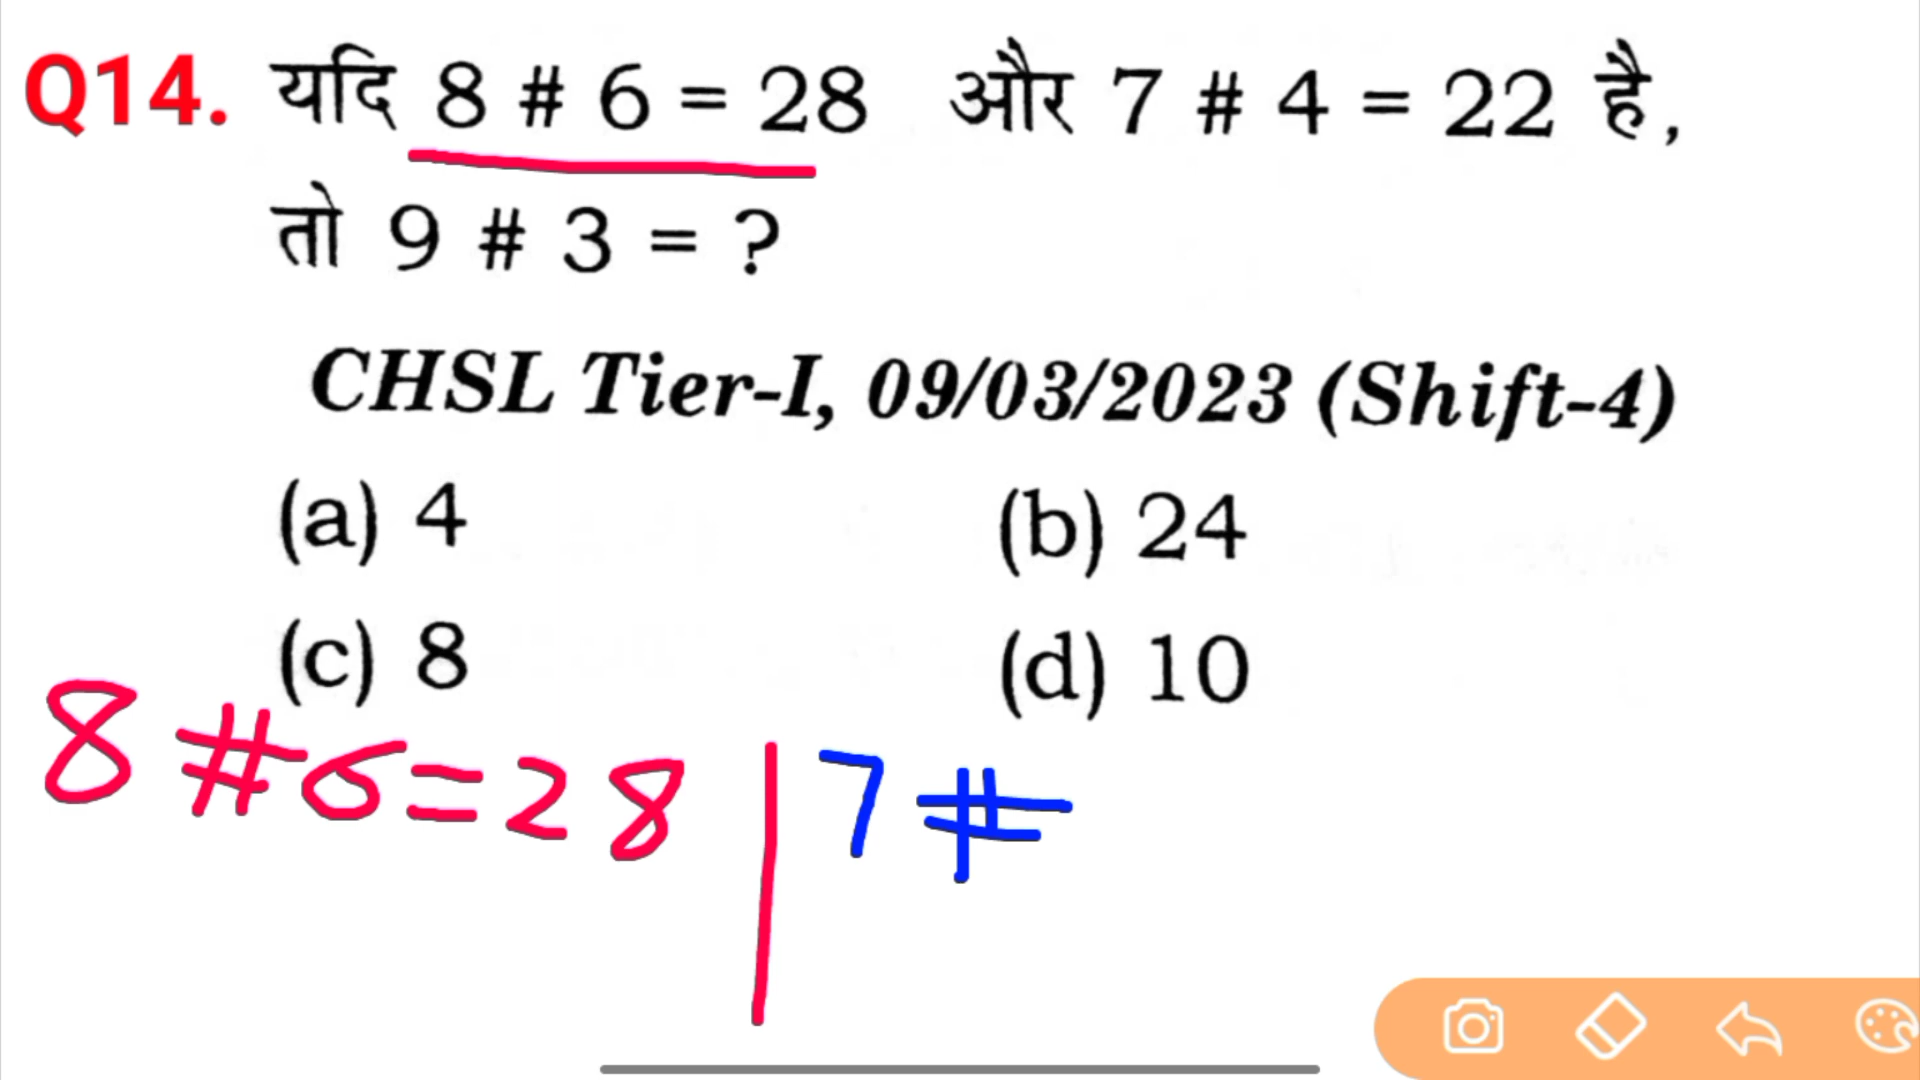 Q14. यदि 8 # 6 = 28 और 7 # 4 = 22 है,
तो 9 # 3 = ?
CHSL Tier-I, 09/03/2023 (Shift-4)
(a) 4 (b) 24
(c) 8 (d) 10
8 # 6 = 28 | 7 #